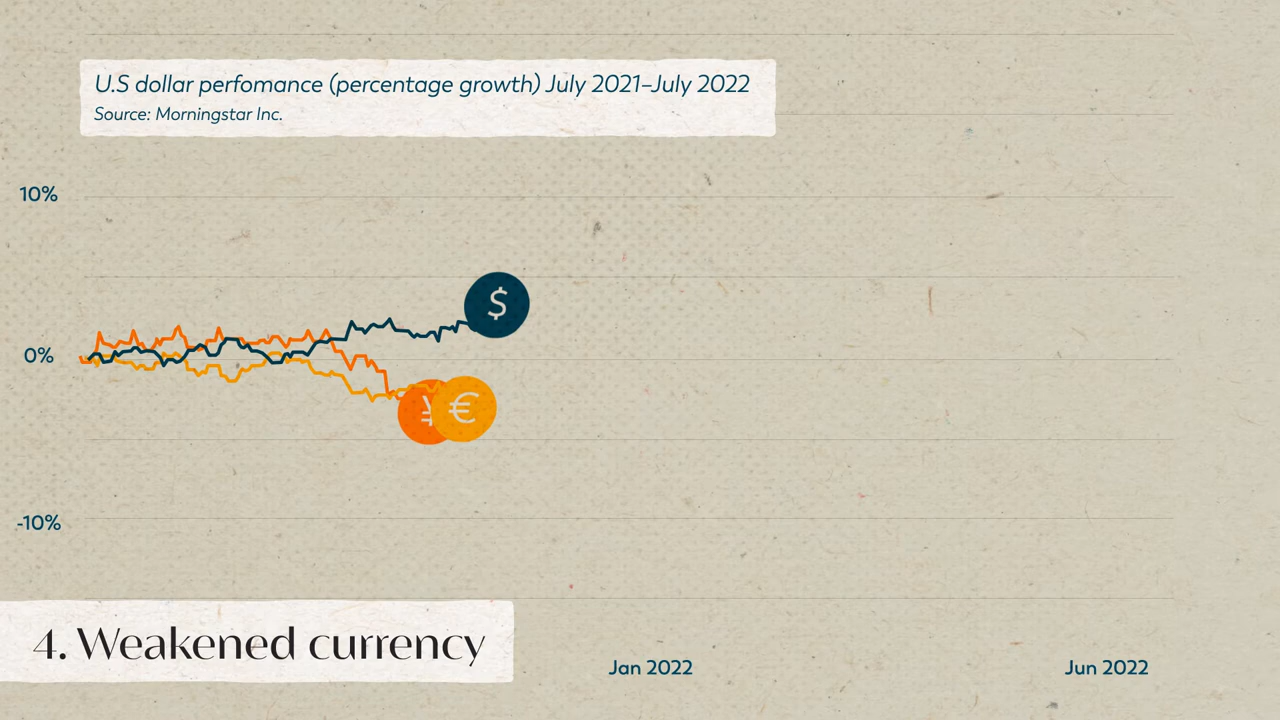 U.S dollar perfomance (percentage growth) July 2021–July 2022
Source: Morningstar Inc.
10%
$
0%
¥ €
-10%
4. Weakened currency
Jan 2022 Jun 2022